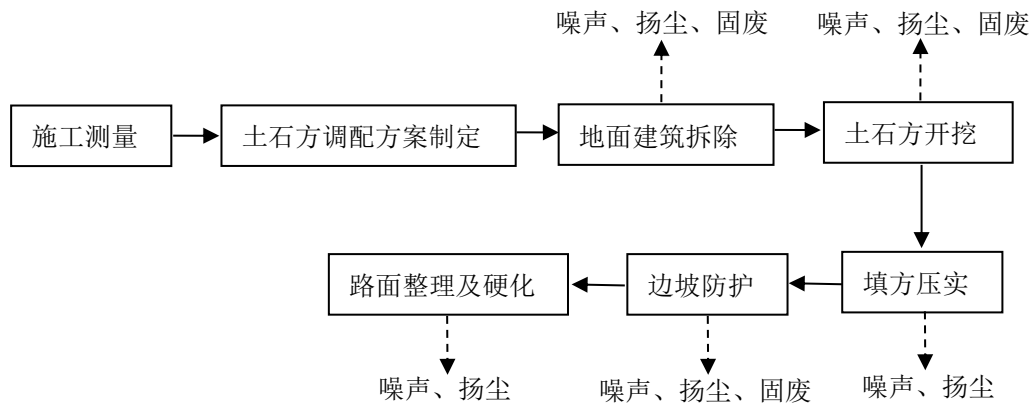 噪声、扬尘、固废
噪声、扬尘、固废
施工测量
土石方调配方案制定
地面建筑拆除
土石方开挖
路面整理及硬化
边坡防护
填方压实
噪声、扬尘
噪声、扬尘、固废
噪声、扬尘